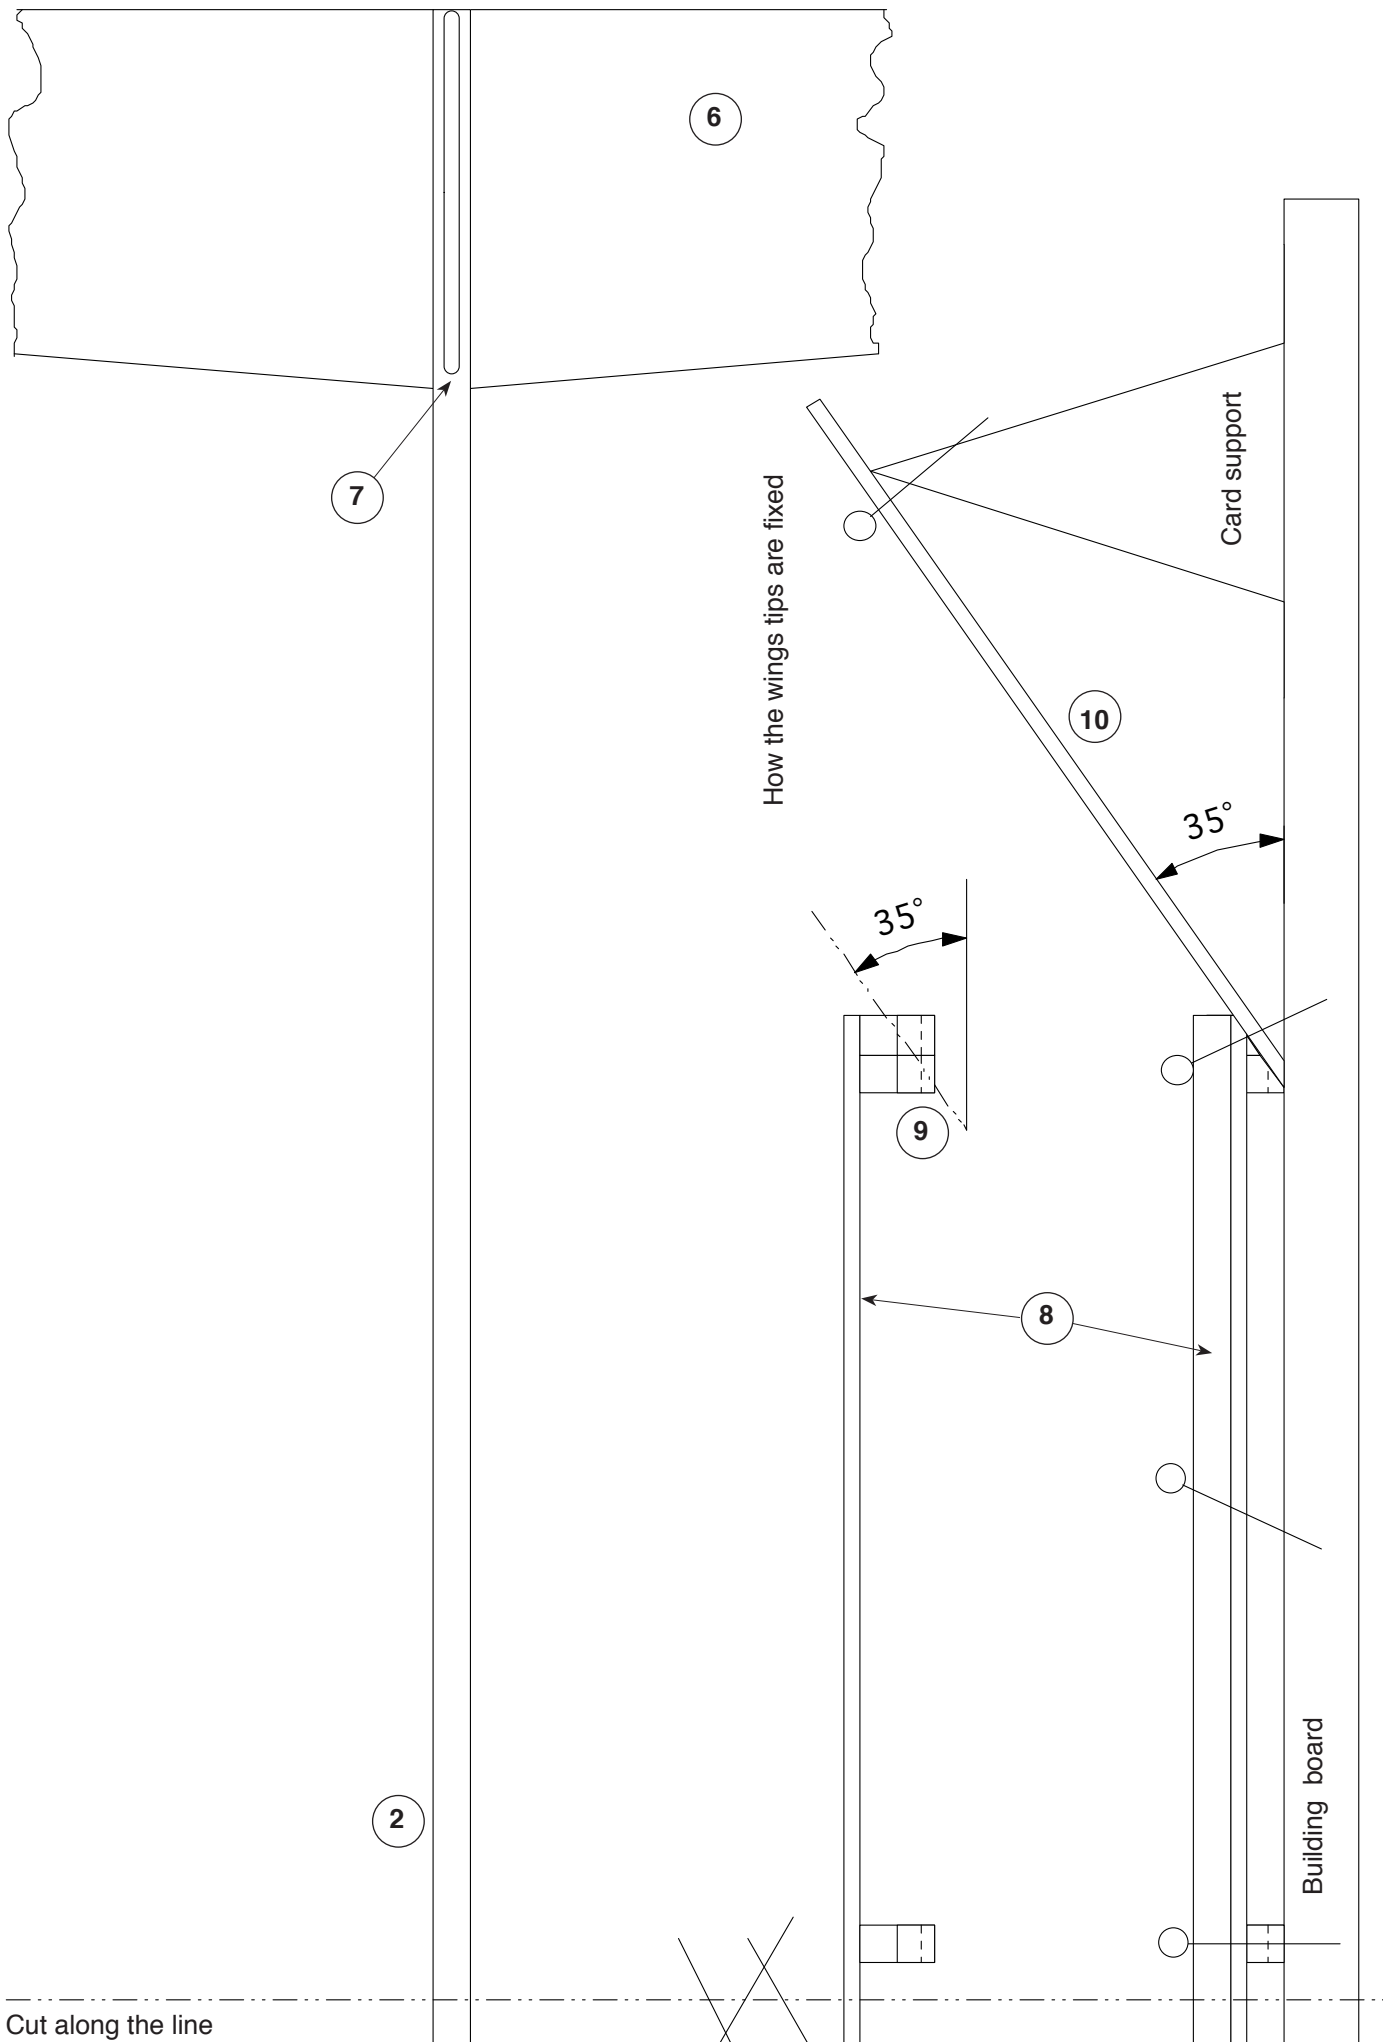 6
7
Card support
How the wings tips are fixed
10
35°
35°
9
8
2
Building board
Cut along the line